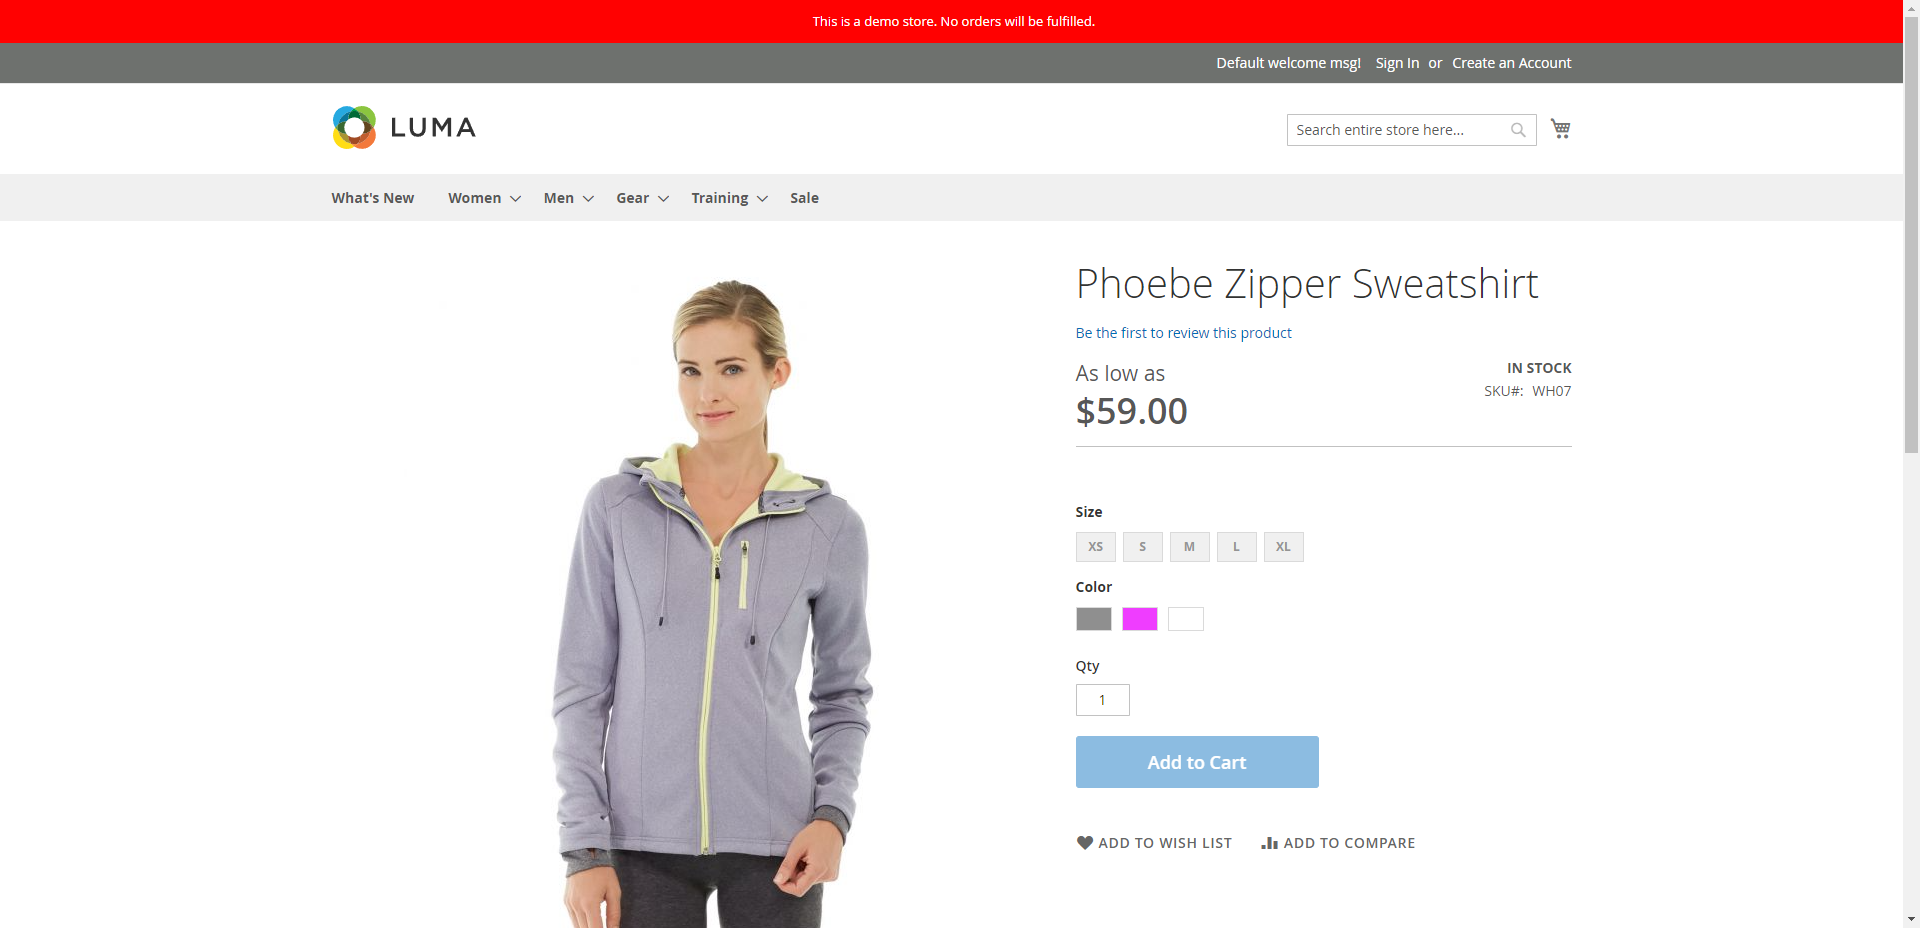 This is a demo store. No orders will be fulfilled.
Default welcome msg! Sign In or Create an Account
LUMA
Search entire store here...
What's New Women Men Gear Training Sale
Phoebe Zipper Sweatshirt
Be the first to review this product
As low as
$59.00
IN STOCK
SKU#: WH07
Size
XS S M L XL
Color
Qty
1
Add to Cart
ADD TO WISH LIST ADD TO COMPARE